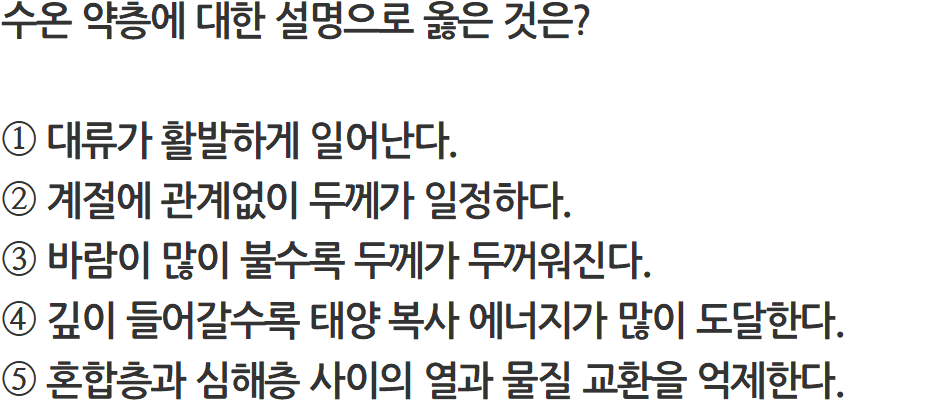 수온 약층에 대한 설명으로 옳은 것은?
① 대류가 활발하게 일어난다.
② 계절에 관계없이 두께가 일정하다.
③ 바람이 많이 불수록 두께가 두꺼워진다.
④ 깊이 들어갈수록 태양 복사 에너지가 많이 도달한다.
⑤ 혼합층과 심해층 사이의 열과 물질 교환을 억제한다.